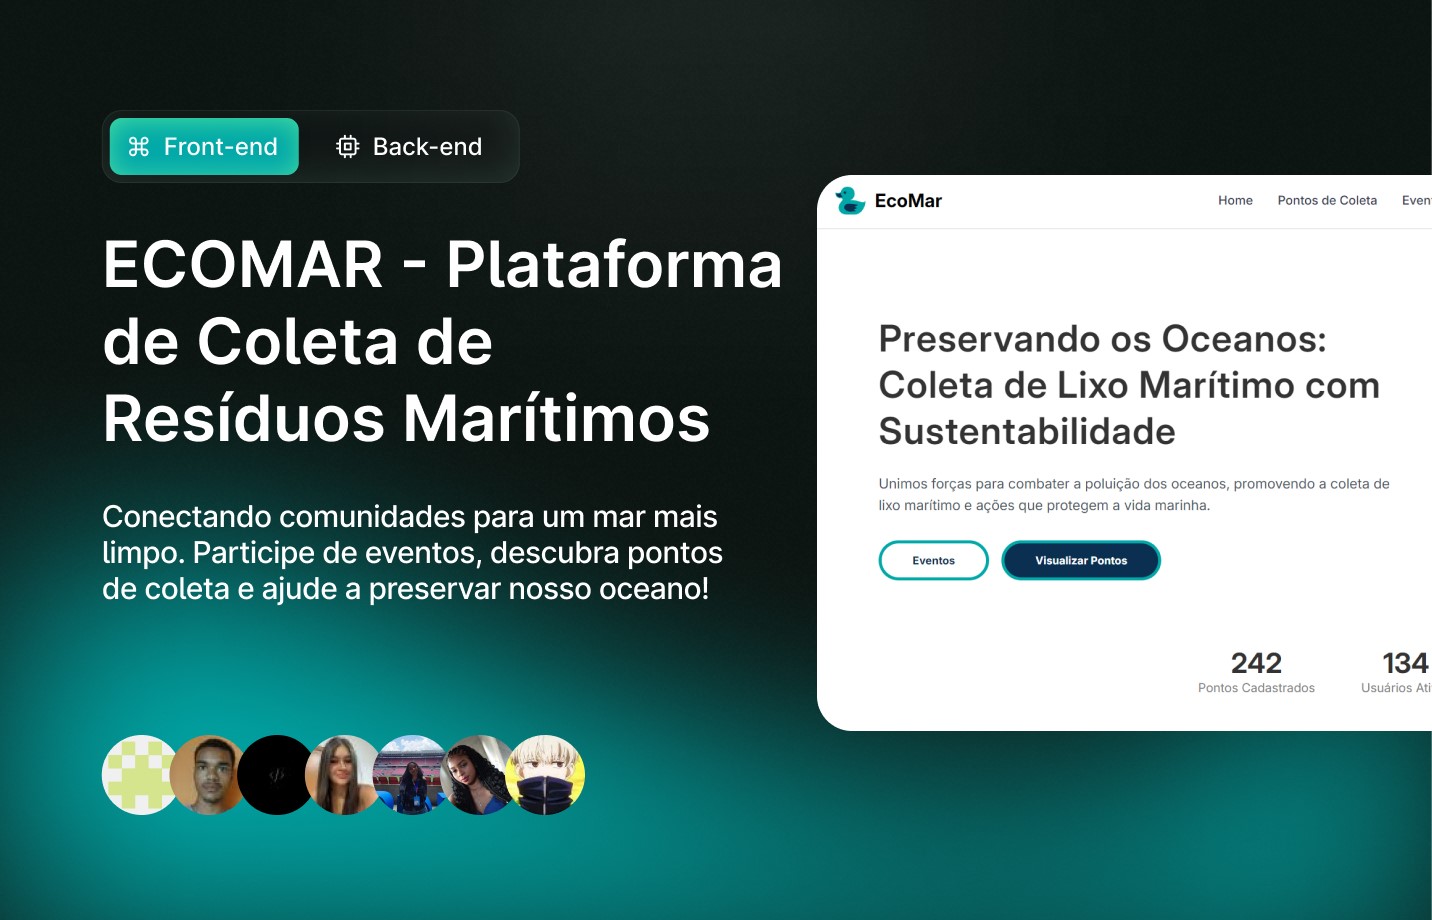 Front-end
Back-end
ECOMAR - Plataforma
de Coleta de
Resíduos Marítimos
Conectando comunidades para um mar mais
limpo. Participe de eventos, descubra pontos
de coleta e ajude a preservar nosso oceano!
</>
EcoMar
Home
Pontos de Coleta
Preservando os Oceanos:
Coleta de Lixo Marítimo com
Sustentabilidade
Unimos forças para combater a poluição dos oceanos, promovendo a coleta de
lixo marítimo e ações que protegem a vida marinha.
Eventos
Visualizar Pontos
242
Pontos Cadastrados
134
Usuários